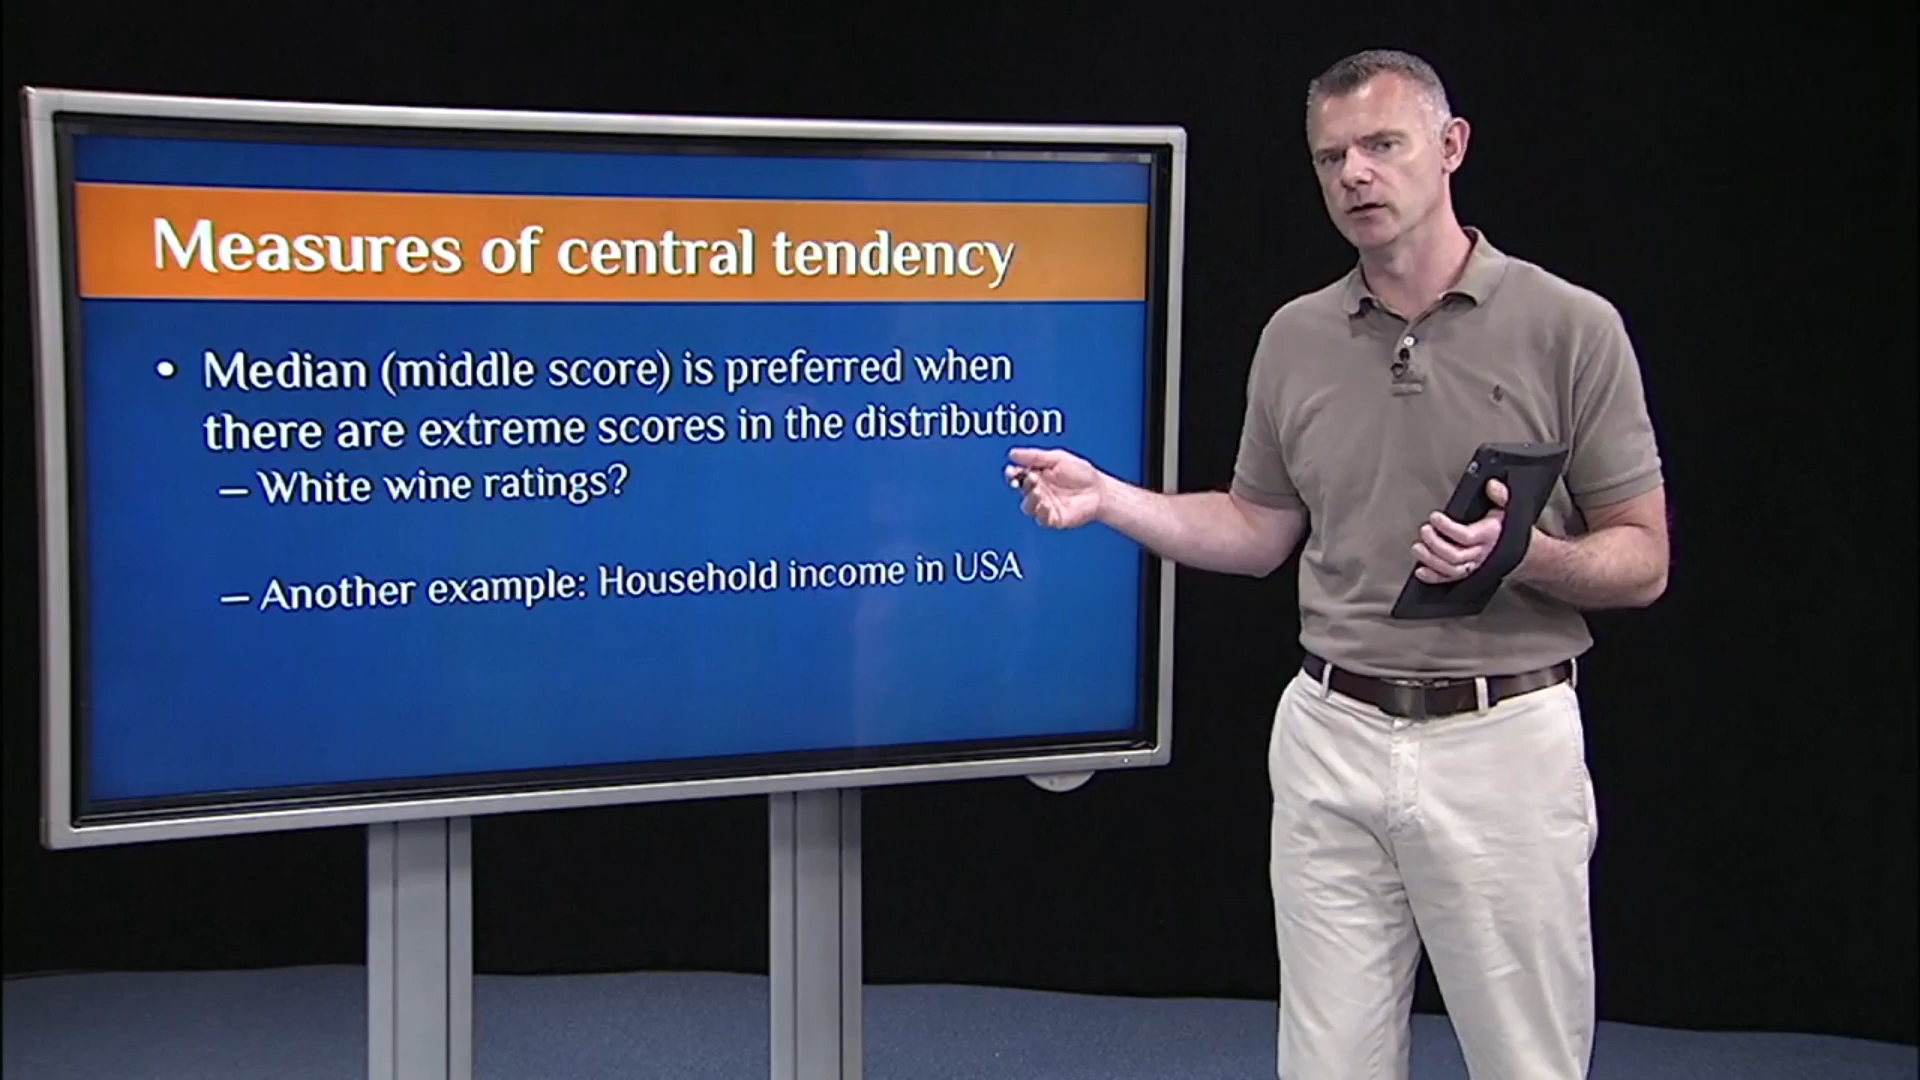 Measures of central tendency
• Median (middle score) is preferred when
there are extreme scores in the distribution
– White wine ratings?
– Another example: Household income in USA